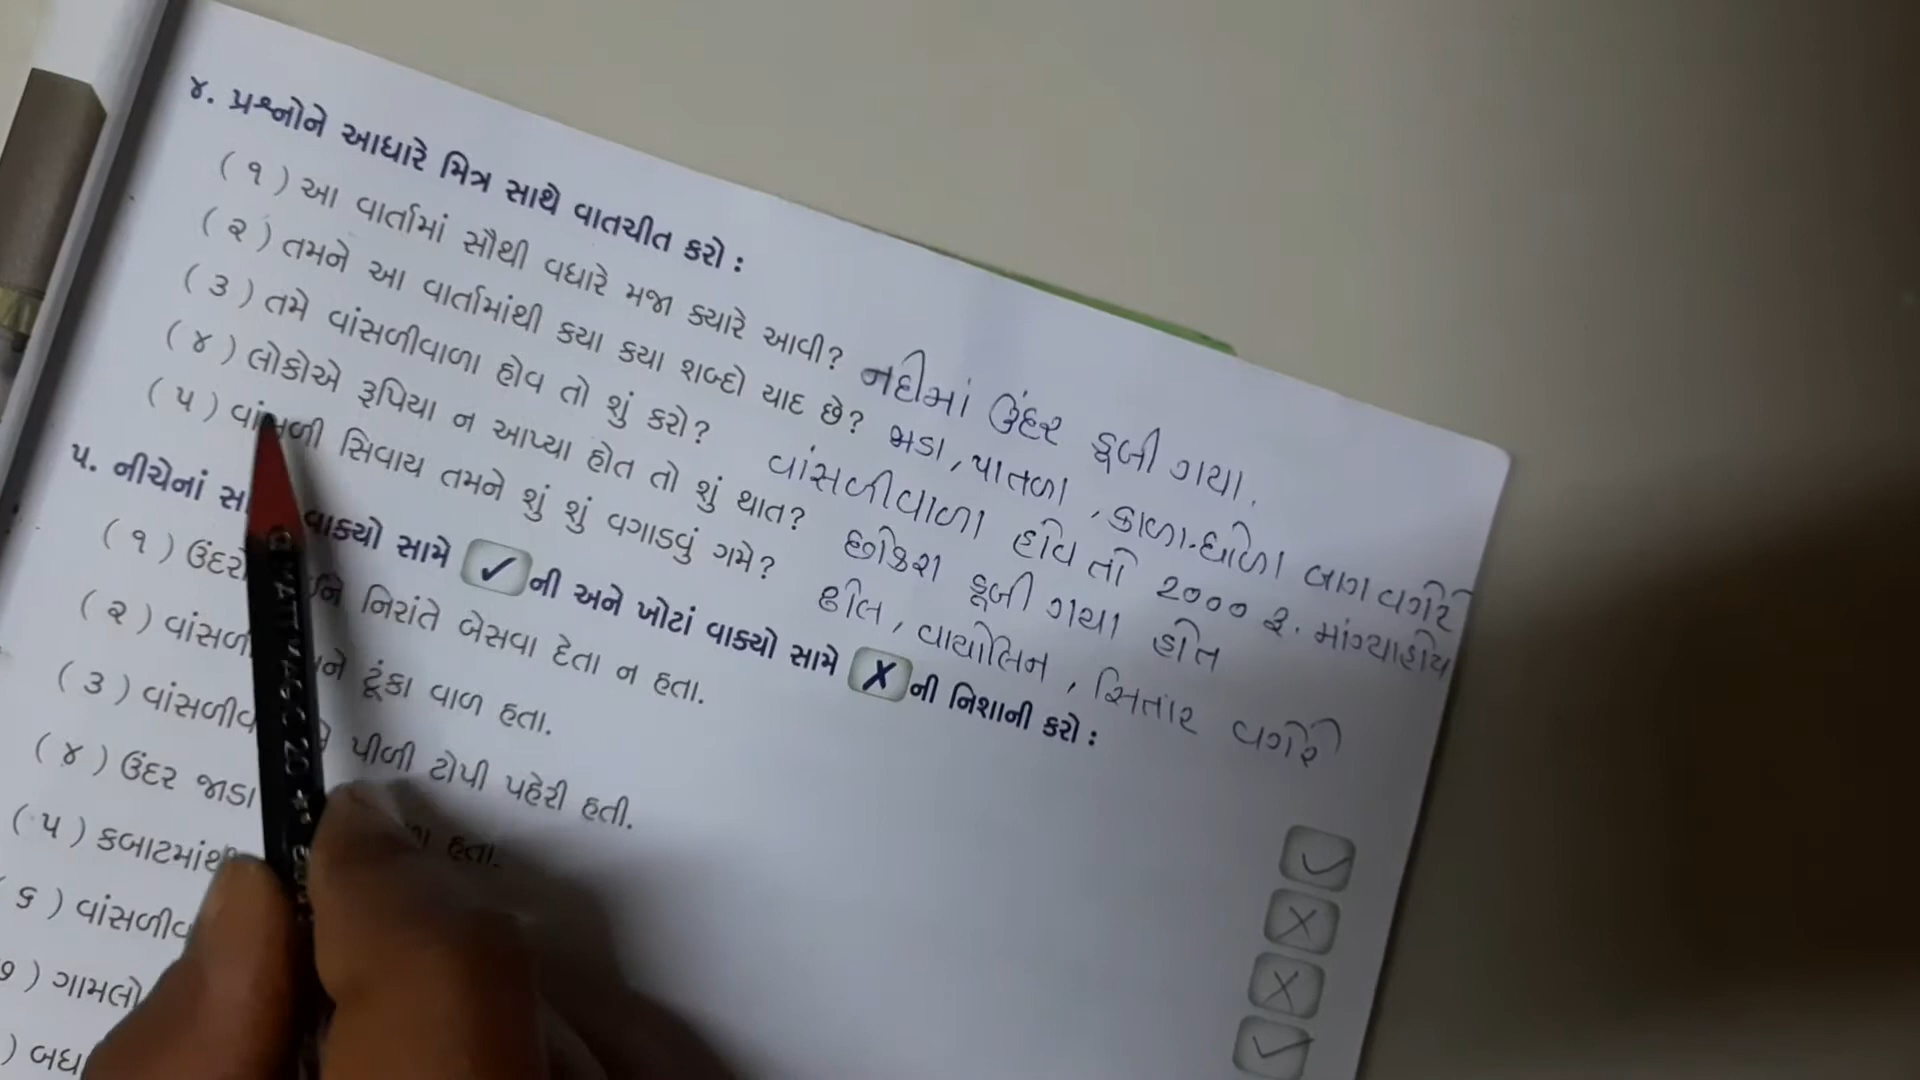 ૪. પ્રશ્નોને આધારે મિત્ર સાથે વાતચીત કરો :
(૧) આ વાર્તામાં સૌથી વધારે મજા ક્યારે આવી? નદીમાં ઉંદર ડૂબી ગયા.
(૨) તમને આ વાર્તામાંથી કયા કયા શબ્દો યાદ છે? જાડા, પાતળા, કાળા-ધોળા વગેરે
(૩) તમે વાંસળીવાળા હોવ તો શું કરો? વાંસળીવાળા હોવ તો ૨૦૦૦ રૂ. માંગ્યા હોય
(૪) લોકોએ રૂપિયા ન આપ્યા હોત તો શું થાત? છોકરા ડૂબી ગયા હોત
(૫) વાંસળી સિવાય તમને શું શું વગાડવું ગમે? ઢોલ, વાયોલિન, સિતાર વગેરે
૫. નીચેનાં વાક્યો સામે ✓ ની અને ખોટાં વાક્યો સામે ✗ ની નિશાની કરો :
(૧) ઉંદરો નિરાંતે બેસવા દેતા ન હતા. ✓
(૨) ટૂંકા વાળ હતા. ✗
(૩) પીળી ટોપી પહેરી હતી. ✗
(૪) ઉંદર જાડા હતા. ✓
(૫) કબાટમાંથી
૬)
) ગામલો
) બધા